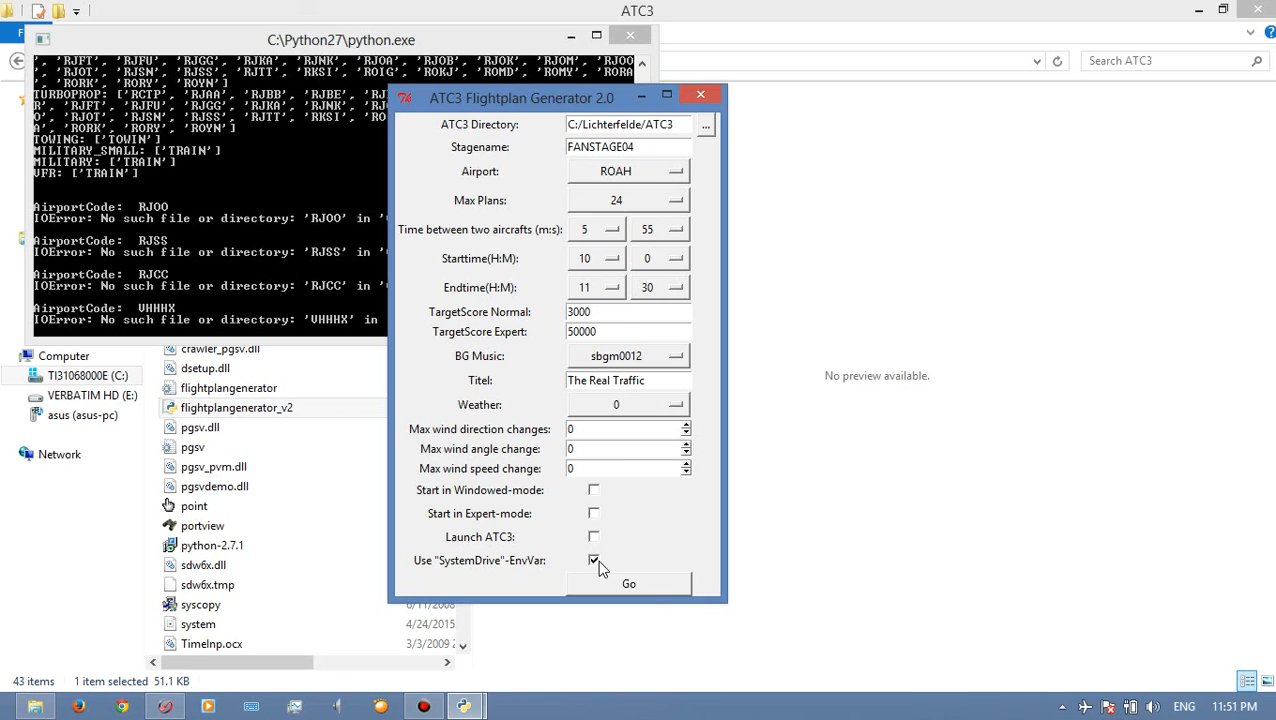 ATC3
C:\Python27\python.exe
, 'RJFT', 'RJFU', 'RJGG', 'RJKA', 'RJNK', 'RJOA', 'RJOB', 'RJOK', 'RJOM', 'RJOO'
, 'RJOT', 'RJSN', 'RJSS', 'RJTT', 'RKSI', 'ROIG', 'ROKJ', 'ROMD', 'ROMY', 'RORA'
, 'RORK', 'RORY', 'ROYN']
TURBOPROP: ['RCTP', 'RJAA', 'RJBB', 'RJBE',
R', 'RJFT', 'RJFU', 'RJGG', 'RJKA', 'RJNK',
O', 'RJOT', 'RJSN', 'RJSS', 'RJTT', 'RKSI',
A', 'RORK', 'RORY', 'ROYN']
TOWING: ['TOWIN']
MILITARY_SMALL: ['TRAIN']
MILITARY: ['TRAIN']
VFR: ['TRAIN']
AirportCode: RJOO
IOError: No such file or directory: 'RJOO' in '
AirportCode: RJSS
IOError: No such file or directory: 'RJSS' in '
AirportCode: RJCC
IOError: No such file or directory: 'RJCC' in '
AirportCode: VHHHX
IOError: No such file or directory: 'VHHHX' in
Search ATC3
ATC3 Flightplan Generator 2.0
ATC3 Directory: C:/Lichterfelde/ATC3 ...
Stagename: FANSTAGE04
Airport: ROAH
Max Plans: 24
Time between two aircrafts (m:s): 5 55
Starttime(H:M): 10 0
Endtime(H:M): 11 30
TargetScore Normal: 3000
TargetScore Expert: 50000
BG Music: sbgm0012
Titel: The Real Traffic
Weather: 0
Max wind direction changes: 0
Max wind angle change: 0
Max wind speed change: 0
Start in Windowed-mode:
Start in Expert-mode:
Launch ATC3:
Use "SystemDrive"-EnvVar:
Go
Computer
TI31068000E (C:)
VERBATIM HD (E:)
asus (asus-pc)
Network
crawler_pgsv.dll
dsetup.dll
flightplangenerator
flightplangenerator_v2
pgsv.dll
pgsv
pgsv_pvm.dll
pgsvdemo.dll
point
portview
python-2.7.1
sdw6x.dll
sdw6x.tmp
syscopy 6/11/2008
system 4/24/2015
TimeInp.ocx 3/3/2009 2
No preview available.
43 items 1 item selected 51.1 KB
ENG 11:51 PM